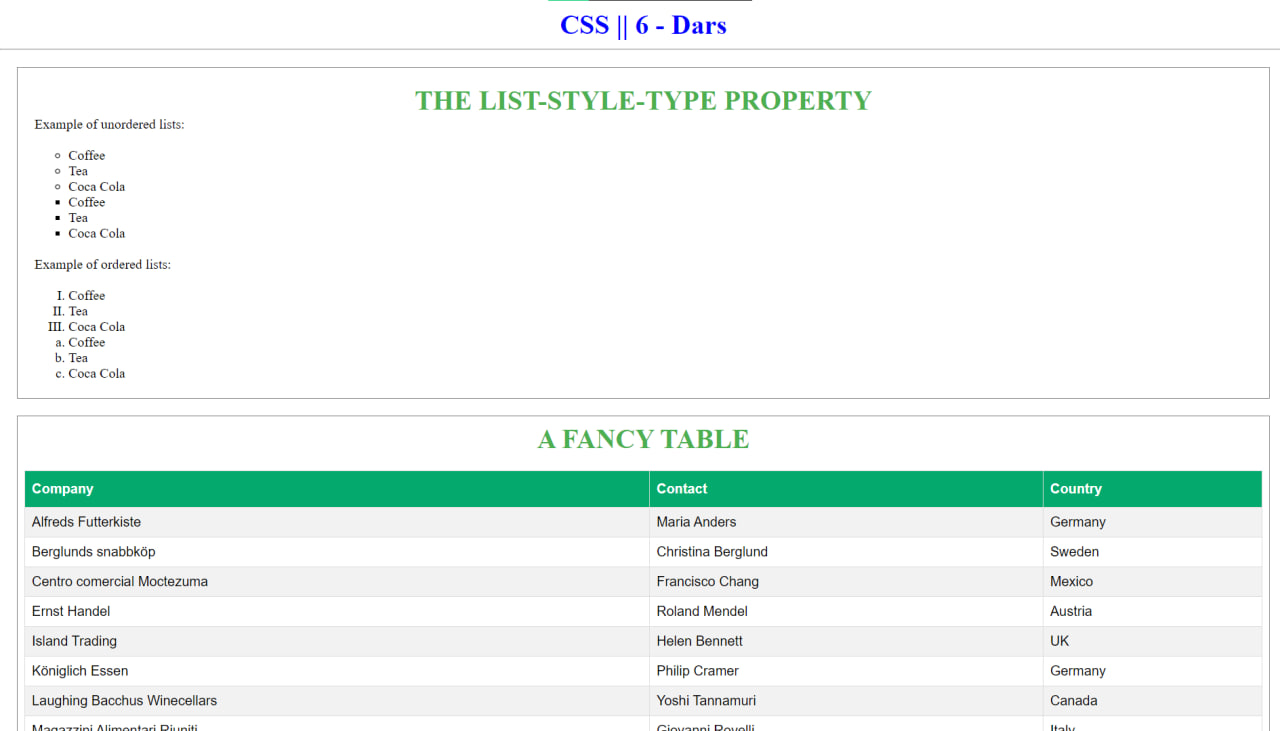 CSS || 6 - Dars
THE LIST-STYLE-TYPE PROPERTY
Example of unordered lists:
Coffee
Tea
Coca Cola
Coffee
Tea
Coca Cola
Example of ordered lists:
I. Coffee
II. Tea
III. Coca Cola
a. Coffee
b. Tea
c. Coca Cola
A FANCY TABLE
Company Contact Country
Alfreds Futterkiste Maria Anders Germany
Berglunds snabbköp Christina Berglund Sweden
Centro comercial Moctezuma Francisco Chang Mexico
Ernst Handel Roland Mendel Austria
Island Trading Helen Bennett UK
Königlich Essen Philip Cramer Germany
Laughing Bacchus Winecellars Yoshi Tannamuri Canada
Magazzini Alimentari Riuniti Giovanni Rovelli Italy